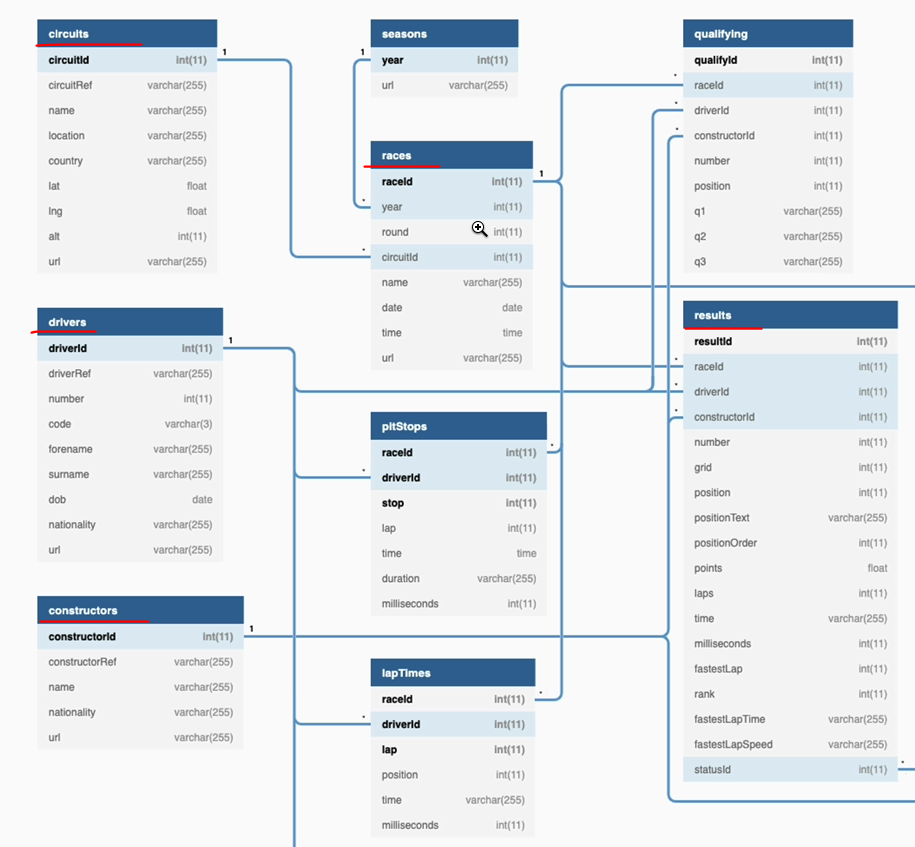 circuits
circuitId int(11)
circuitRef varchar(255)
name varchar(255)
location varchar(255)
country varchar(255)
lat float
lng float
alt int(11)
url varchar(255)
1
seasons
year int(11)
url varchar(255)
1
races
raceId int(11)
year int(11)
round int(11)
circuitId int(11)
name varchar(255)
date date
time time
url varchar(255)
1
*
*
qualifying
qualifyId int(11)
raceId int(11)
driverId int(11)
constructorId int(11)
number int(11)
position int(11)
q1 varchar(255)
q2 varchar(255)
q3 varchar(255)
*
*
*
drivers
driverId int(11)
driverRef varchar(255)
number int(11)
code varchar(3)
forename varchar(255)
surname varchar(255)
dob date
nationality varchar(255)
url varchar(255)
1
pitStops
raceId int(11)
driverId int(11)
stop int(11)
lap int(11)
time time
duration varchar(255)
milliseconds int(11)
*
*
results
resultId int(11)
raceId int(11)
driverId int(11)
constructorId int(11)
number int(11)
grid int(11)
position int(11)
positionText varchar(255)
positionOrder int(11)
points float
laps int(11)
time varchar(255)
milliseconds int(11)
fastestLap int(11)
rank int(11)
fastestLapTime varchar(255)
fastestLapSpeed varchar(255)
statusId int(11)
*
*
*
*
constructors
constructorId int(11)
constructorRef varchar(255)
name varchar(255)
nationality varchar(255)
url varchar(255)
1
lapTimes
raceId int(11)
driverId int(11)
lap int(11)
position int(11)
time varchar(255)
milliseconds int(11)
*
*